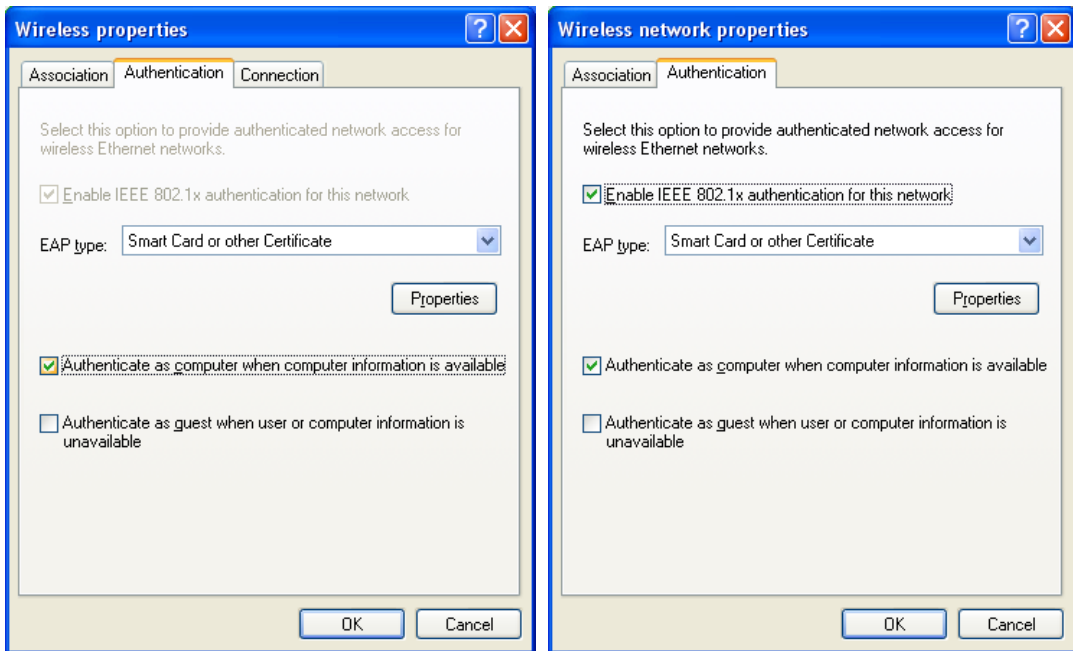 Wireless properties
Association Authentication Connection
Select this option to provide authenticated network access for
wireless Ethernet networks.
Enable IEEE 802.1x authentication for this network
EAP type: Smart Card or other Certificate
Properties
Authenticate as computer when computer information is available
Authenticate as guest when user or computer information is
unavailable
OK Cancel
Wireless network properties
Association Authentication
Select this option to provide authenticated network access for
wireless Ethernet networks.
Enable IEEE 802.1x authentication for this network
EAP type: Smart Card or other Certificate
Properties
Authenticate as computer when computer information is available
Authenticate as guest when user or computer information is
unavailable
OK Cancel